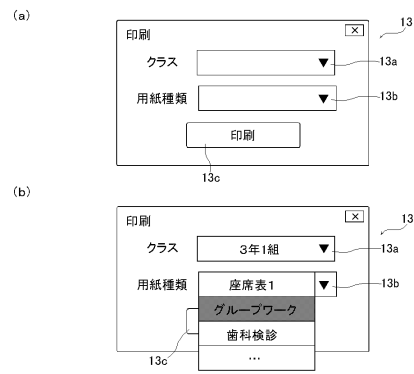 (a)
印刷 ×
13
クラス ▼ 13a
用紙種類 ▼ 13b
印刷
13c
(b)
印刷 ×
13
クラス 3年1組 ▼ 13a
用紙種類 座席表1 ▼ 13b
グループワーク
歯科検診
13c
…